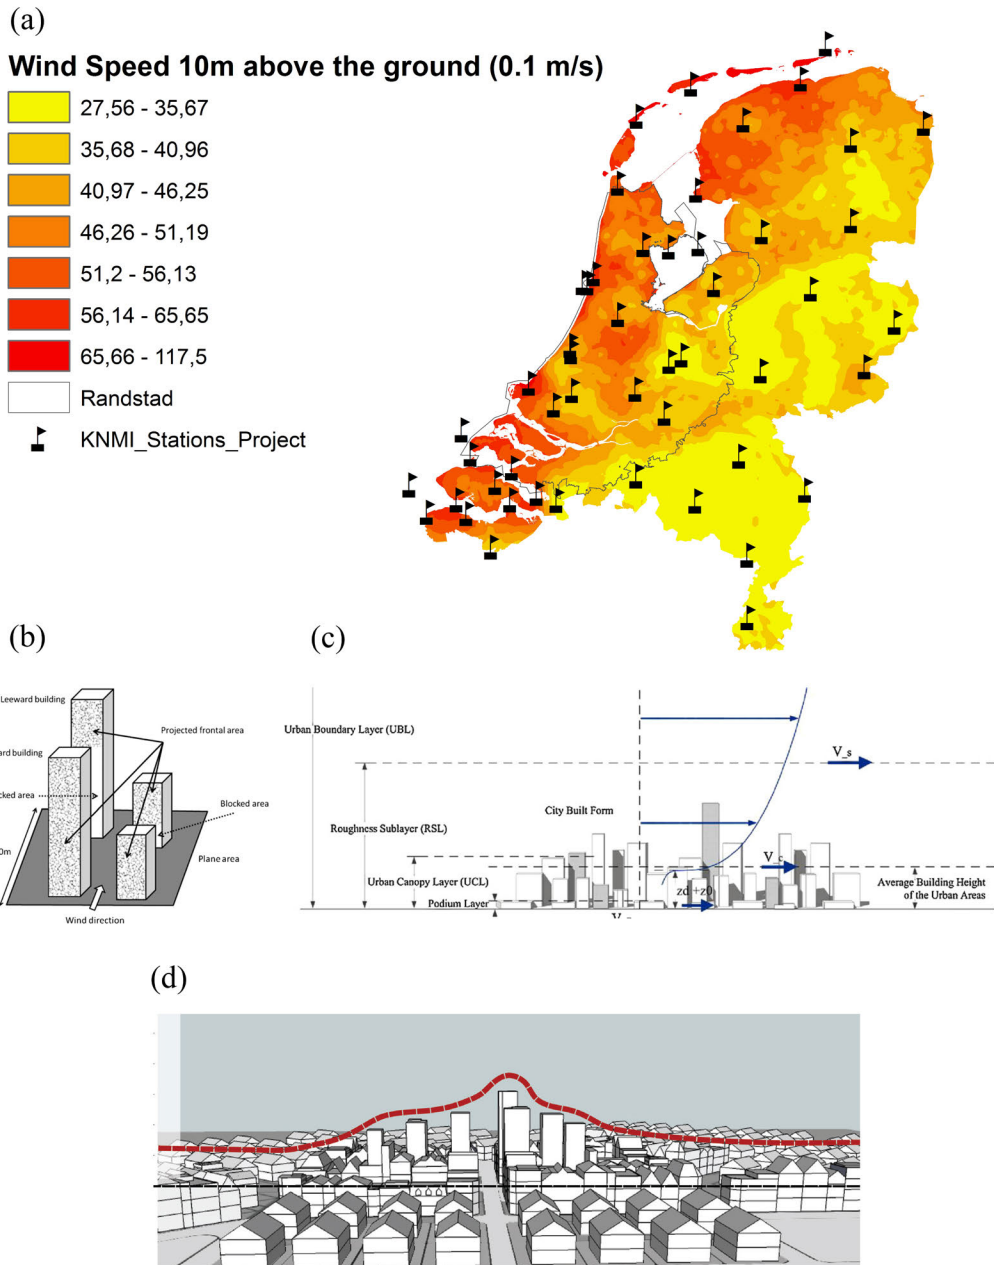 (a)
Wind Speed 10m above the ground (0.1 m/s)
27,56 - 35,67
35,68 - 40,96
40,97 - 46,25
46,26 - 51,19
51,2 - 56,13
56,14 - 65,65
65,66 - 117,5
Randstad
KNMI_Stations_Project
(b)
Leeward building
Projected frontal area
building
area
Blocked area
Plane area
Wind direction
(c)
Urban Boundary Layer (UBL)
V_s
City Built Form
Roughness Sublayer (RSL)
V_c
Urban Canopy Layer (UCL)
zd +z0
Average Building Height
of the Urban Areas
Podium Layer
(d)